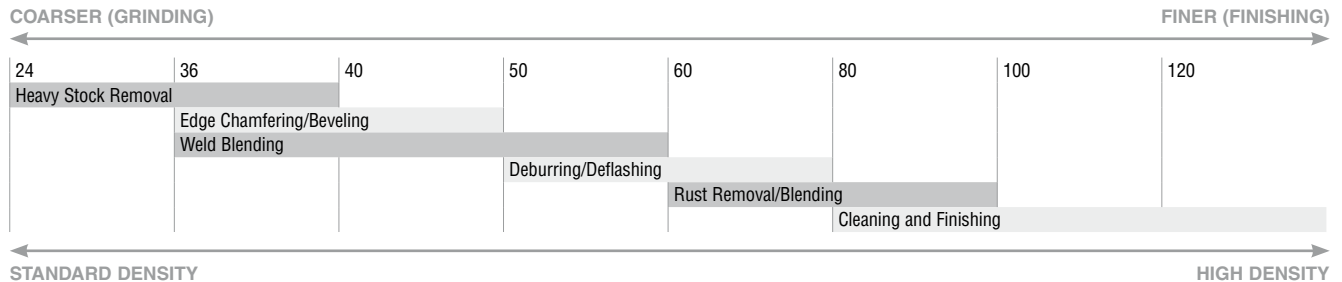 COARSER (GRINDING) FINER (FINISHING)
24 36 40 50 60 80 100 120
Heavy Stock Removal
Edge Chamfering/Beveling
Weld Blending
Deburring/Deflashing
Rust Removal/Blending
Cleaning and Finishing
STANDARD DENSITY HIGH DENSITY